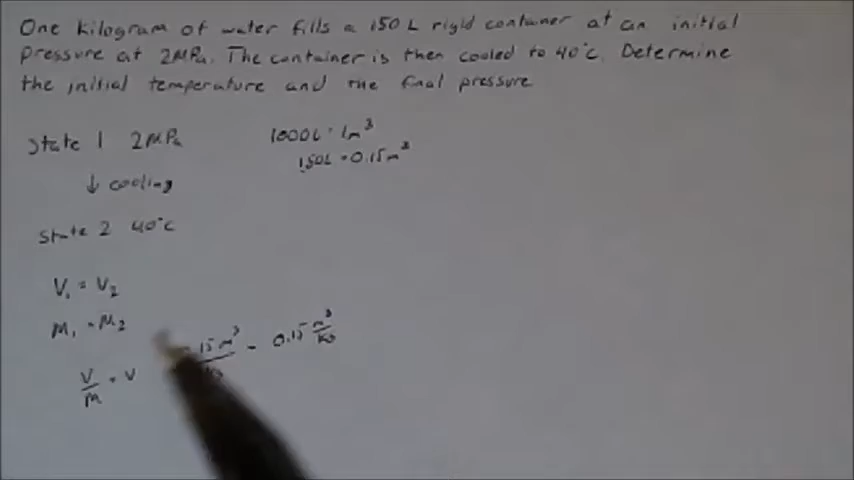 One kilogram of water fills a 150 L rigid container at an initial
pressure of 2MPa. The container is then cooled to 40°C. Determine
the initial temperature and the final pressure
State 1 2MPa
1000L = 1m³
150L = 0.15m³
↓ cooling
State 2 40°C
V₁ = V₂
M₁ = M₂
V/M = v .15m³ = 0.15 m³/kg